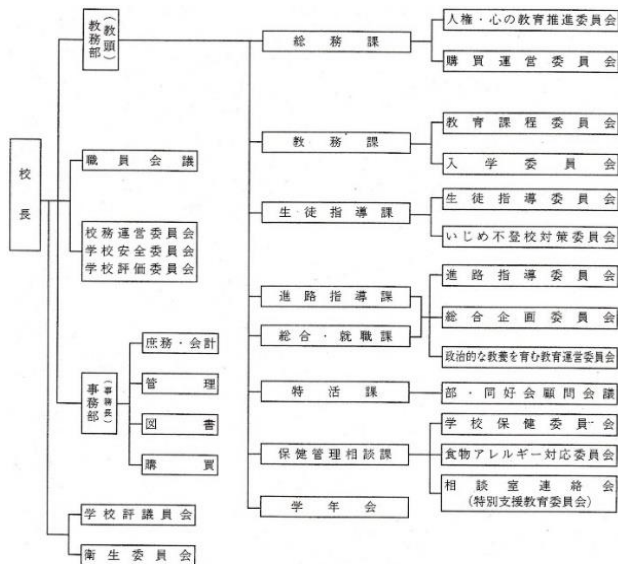 校長
教務部
（教頭）
職員会議
校務運営委員会
学校安全委員会
学校評価委員会
事務部
（事務長）
庶務・会計
管理
図書
購買
学校評議員会
衛生委員会
総務課
人権・心の教育推進委員会
購買運営委員会
教務課
教育課程委員会
入学委員会
生徒指導課
生徒指導委員会
いじめ不登校対策委員会
進路指導課
総合・就職課
進路指導委員会
総合企画委員会
政治的な教養を育む教育運営委員会
特活課
部・同好会顧問会議
保健管理相談課
学校保健委員会
食物アレルギー対応委員会
相談室連絡会
(特別支援教育委員会)
学年会